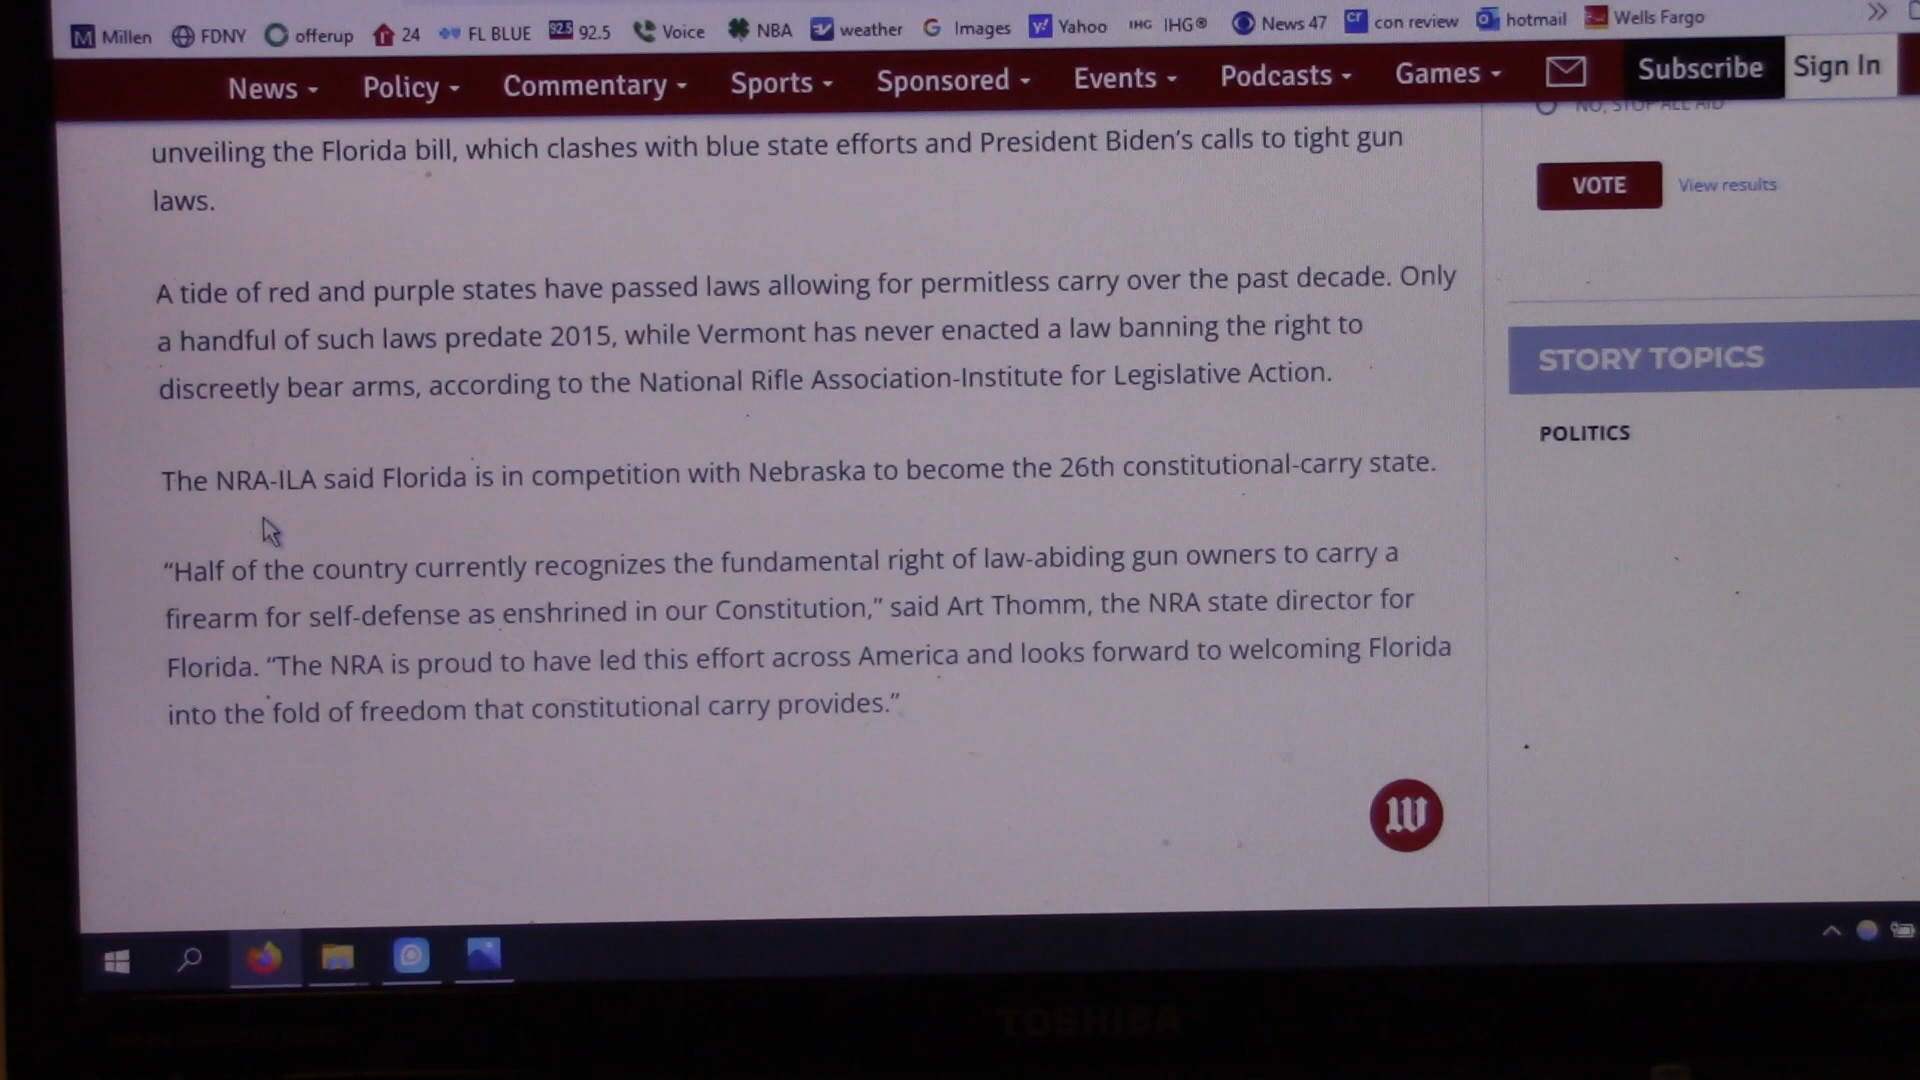 Millen FDNY offerup 24 FL BLUE 92.5 92.5 Voice NBA weather Images Yahoo IHG IHG® News 47 con review hotmail Wells Fargo
News Policy Commentary Sports Sponsored Events Podcasts Games Subscribe Sign In
NO, STOP ALL AID
unveiling the Florida bill, which clashes with blue state efforts and President Biden’s calls to tight gun
laws.
VOTE View results
A tide of red and purple states have passed laws allowing for permitless carry over the past decade. Only
a handful of such laws predate 2015, while Vermont has never enacted a law banning the right to
discreetly bear arms, according to the National Rifle Association-Institute for Legislative Action.
STORY TOPICS
POLITICS
The NRA-ILA said Florida is in competition with Nebraska to become the 26th constitutional-carry state.
“Half of the country currently recognizes the fundamental right of law-abiding gun owners to carry a
firearm for self-defense as enshrined in our Constitution,” said Art Thomm, the NRA state director for
Florida. “The NRA is proud to have led this effort across America and looks forward to welcoming Florida
into the fold of freedom that constitutional carry provides.”
W
TOSHIBA